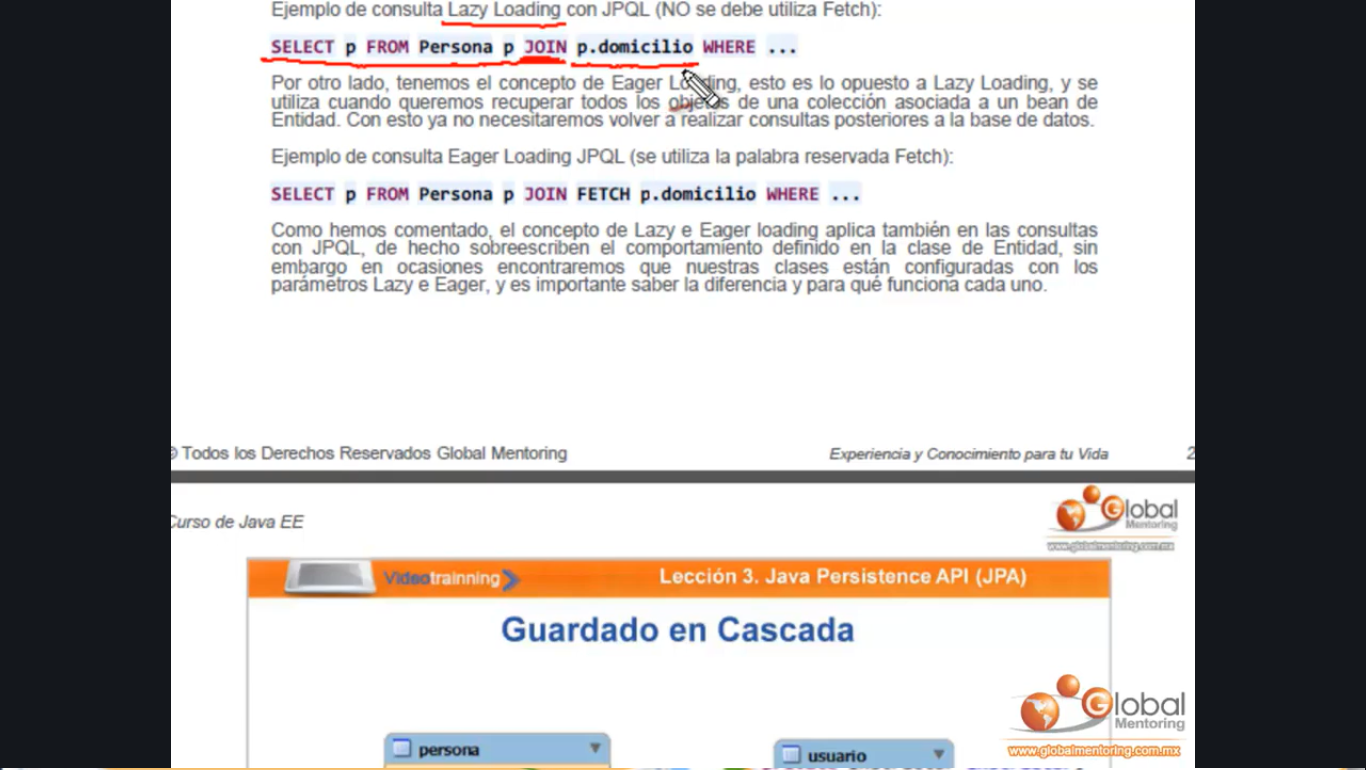 Ejemplo de consulta Lazy Loading con JPQL (NO se debe utiliza Fetch):
SELECT p FROM Persona p JOIN p.domicilio WHERE ...
Por otro lado, tenemos el concepto de Eager Loading, esto es lo opuesto a Lazy Loading, y se
utiliza cuando queremos recuperar todos los objetos de una colección asociada a un bean de
Entidad. Con esto ya no necesitaremos volver a realizar consultas posteriores a la base de datos.
Ejemplo de consulta Eager Loading JPQL (se utiliza la palabra reservada Fetch):
SELECT p FROM Persona p JOIN FETCH p.domicilio WHERE ...
Como hemos comentado, el concepto de Lazy e Eager loading aplica también en las consultas
con JPQL, de hecho sobreescriben el comportamiento definido en la clase de Entidad, sin
embargo en ocasiones encontraremos que nuestras clases están configuradas con los
parámetros Lazy e Eager, y es importante saber la diferencia y para qué funciona cada uno.
© Todos los Derechos Reservados Global Mentoring
Experiencia y Conocimiento para tu Vida
2
Curso de Java EE
Global
Mentoring
www.globalmentoring.com.mx
Videotrainning
Lección 3. Java Persistence API (JPA)
Guardado en Cascada
Global
Mentoring
www.globalmentoring.com.mx
persona
usuario